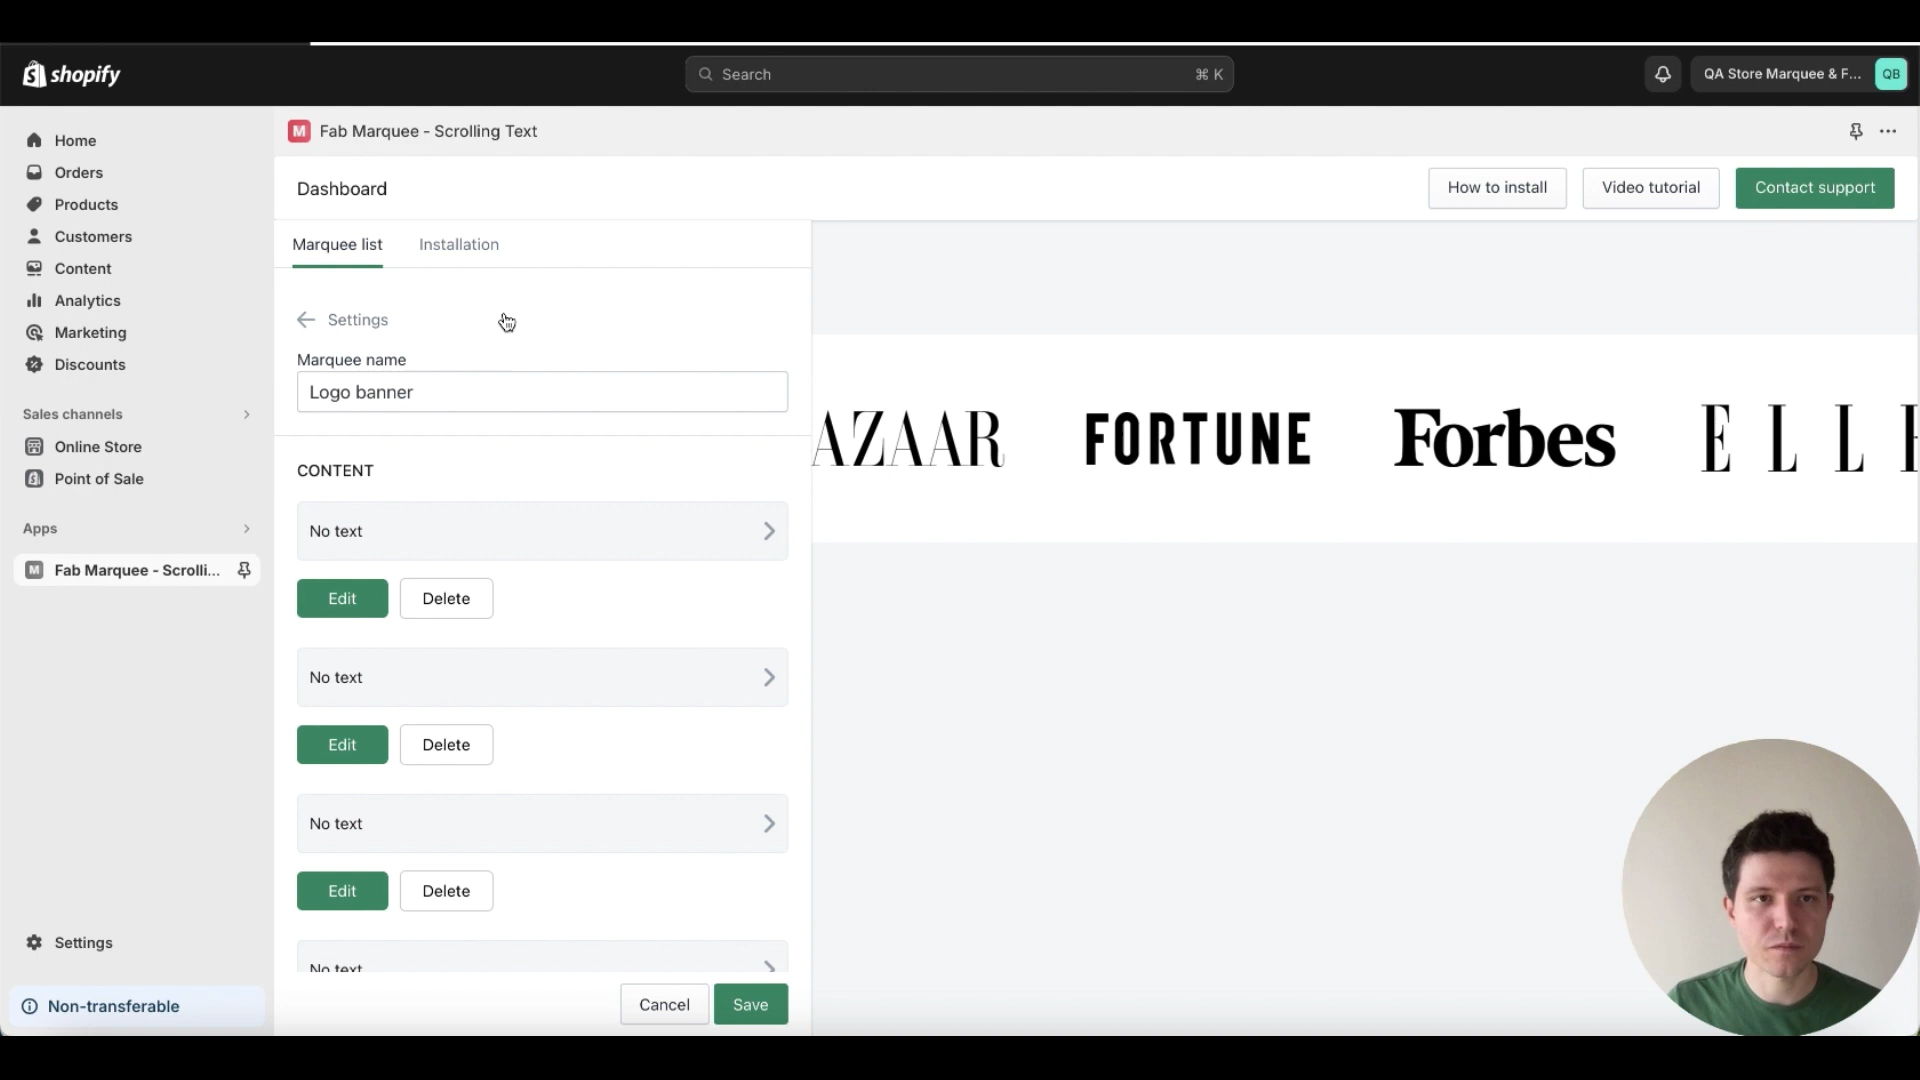 shopify
Search
⌘ K
QA Store Marquee & F...
QB
Home
Orders
Products
Customers
Content
Analytics
Marketing
Discounts
Sales channels
Online Store
Point of Sale
Apps
M Fab Marquee - Scrolli...
Settings
Non-transferable
M Fab Marquee - Scrolling Text
Dashboard
How to install
Video tutorial
Contact support
Marquee list
Installation
Settings
Marquee name
Logo banner
CONTENT
No text
Edit
Delete
No text
Edit
Delete
No text
Edit
Delete
No text
Cancel
Save
AZAAR
FORTUNE
Forbes
ELLE